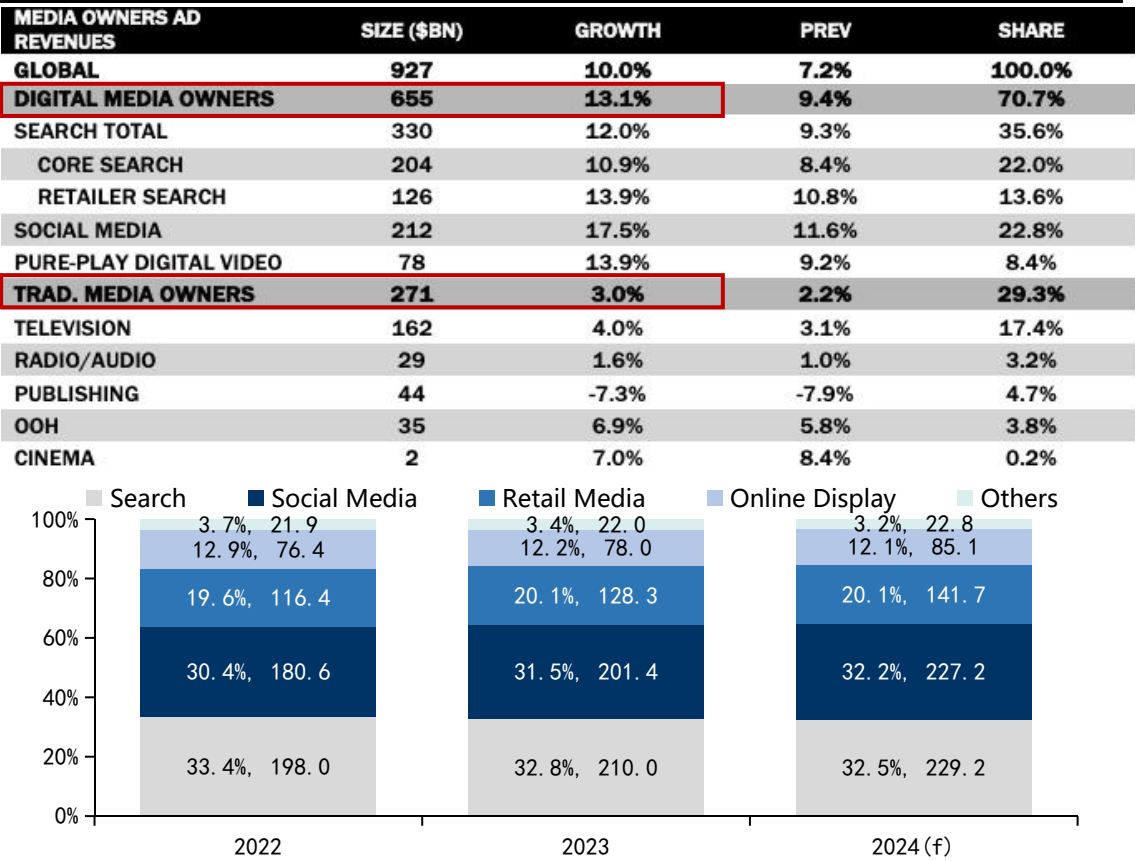 MEDIA OWNERS AD REVENUES SIZE ($BN) GROWTH PREV SHARE
GLOBAL 927 10.0% 7.2% 100.0%
DIGITAL MEDIA OWNERS 655 13.1% 9.4% 70.7%
SEARCH TOTAL 330 12.0% 9.3% 35.6%
CORE SEARCH 204 10.9% 8.4% 22.0%
RETAILER SEARCH 126 13.9% 10.8% 13.6%
SOCIAL MEDIA 212 17.5% 11.6% 22.8%
PURE-PLAY DIGITAL VIDEO 78 13.9% 9.2% 8.4%
TRAD. MEDIA OWNERS 271 3.0% 2.2% 29.3%
TELEVISION 162 4.0% 3.1% 17.4%
RADIO/AUDIO 29 1.6% 1.0% 3.2%
PUBLISHING 44 -7.3% -7.9% 4.7%
OOH 35 6.9% 5.8% 3.8%
CINEMA 2 7.0% 8.4% 0.2%
Search Social Media Retail Media Online Display Others
100% 3.7%, 21.9 3.4%, 22.0 3.2%, 22.8
12.9%, 76.4 12.2%, 78.0 12.1%, 85.1
80%
19.6%, 116.4 20.1%, 128.3 20.1%, 141.7
60%
30.4%, 180.6 31.5%, 201.4 32.2%, 227.2
40%
20%
33.4%, 198.0 32.8%, 210.0 32.5%, 229.2
0%
2022 2023 2024(f)